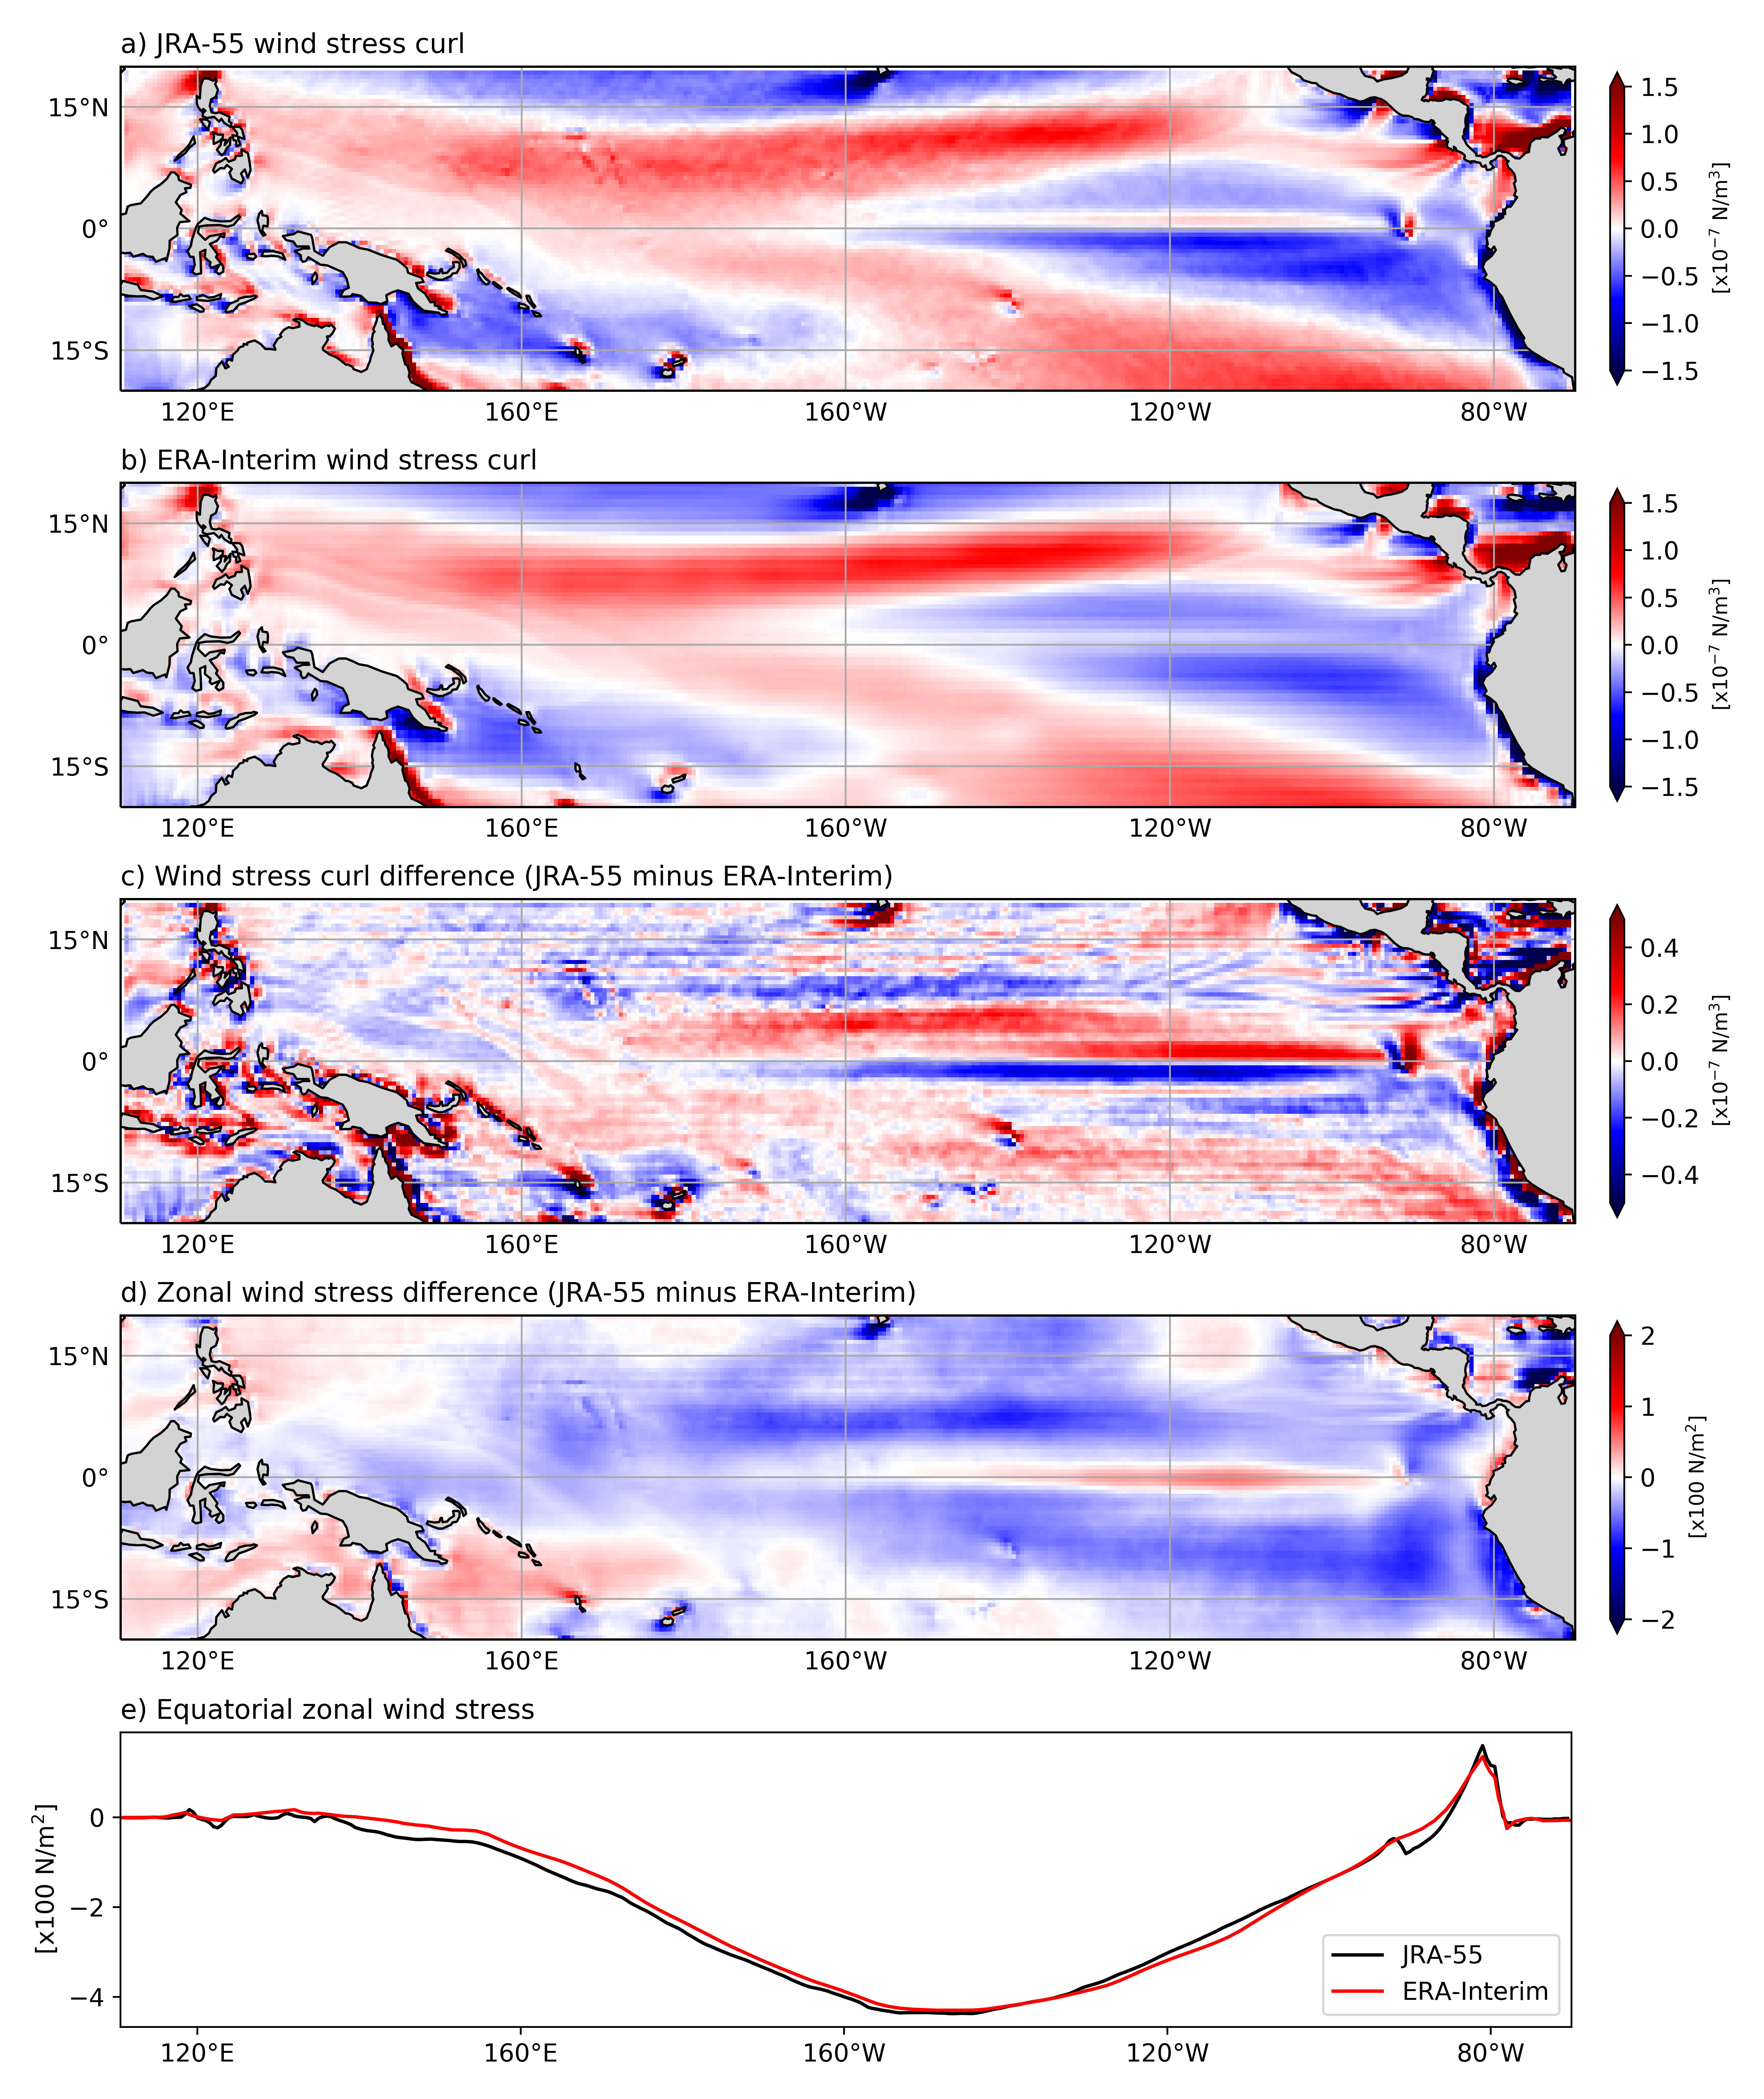 a) JRA-55 wind stress curl
15°N
0°
15°S
120°E 160°E 160°W 120°W 80°W
1.5
1.0
0.5
0.0
−0.5
−1.0
−1.5
[x10⁻⁷ N/m³]
b) ERA-Interim wind stress curl
15°N
0°
15°S
120°E 160°E 160°W 120°W 80°W
1.5
1.0
0.5
0.0
−0.5
−1.0
−1.5
[x10⁻⁷ N/m³]
c) Wind stress curl difference (JRA-55 minus ERA-Interim)
15°N
0°
15°S
120°E 160°E 160°W 120°W 80°W
0.4
0.2
0.0
−0.2
−0.4
[x10⁻⁷ N/m³]
d) Zonal wind stress difference (JRA-55 minus ERA-Interim)
15°N
0°
15°S
120°E 160°E 160°W 120°W 80°W
2
1
0
−1
−2
[x100 N/m²]
e) Equatorial zonal wind stress
[x100 N/m²]
0
−2
−4
JRA-55
ERA-Interim
120°E 160°E 160°W 120°W 80°W